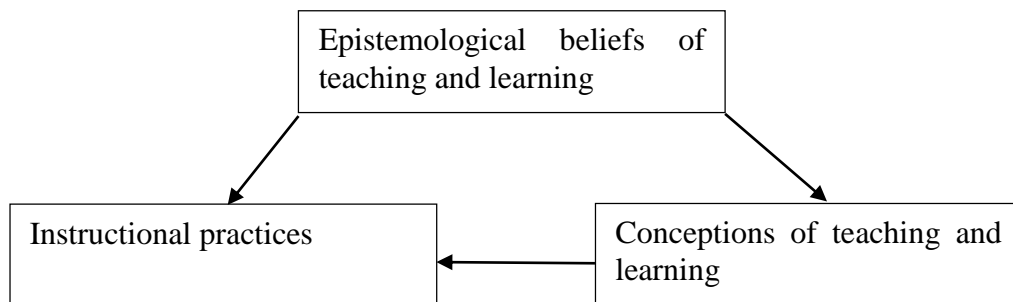 Epistemological beliefs of
teaching and learning
Instructional practices
Conceptions of teaching and
learning